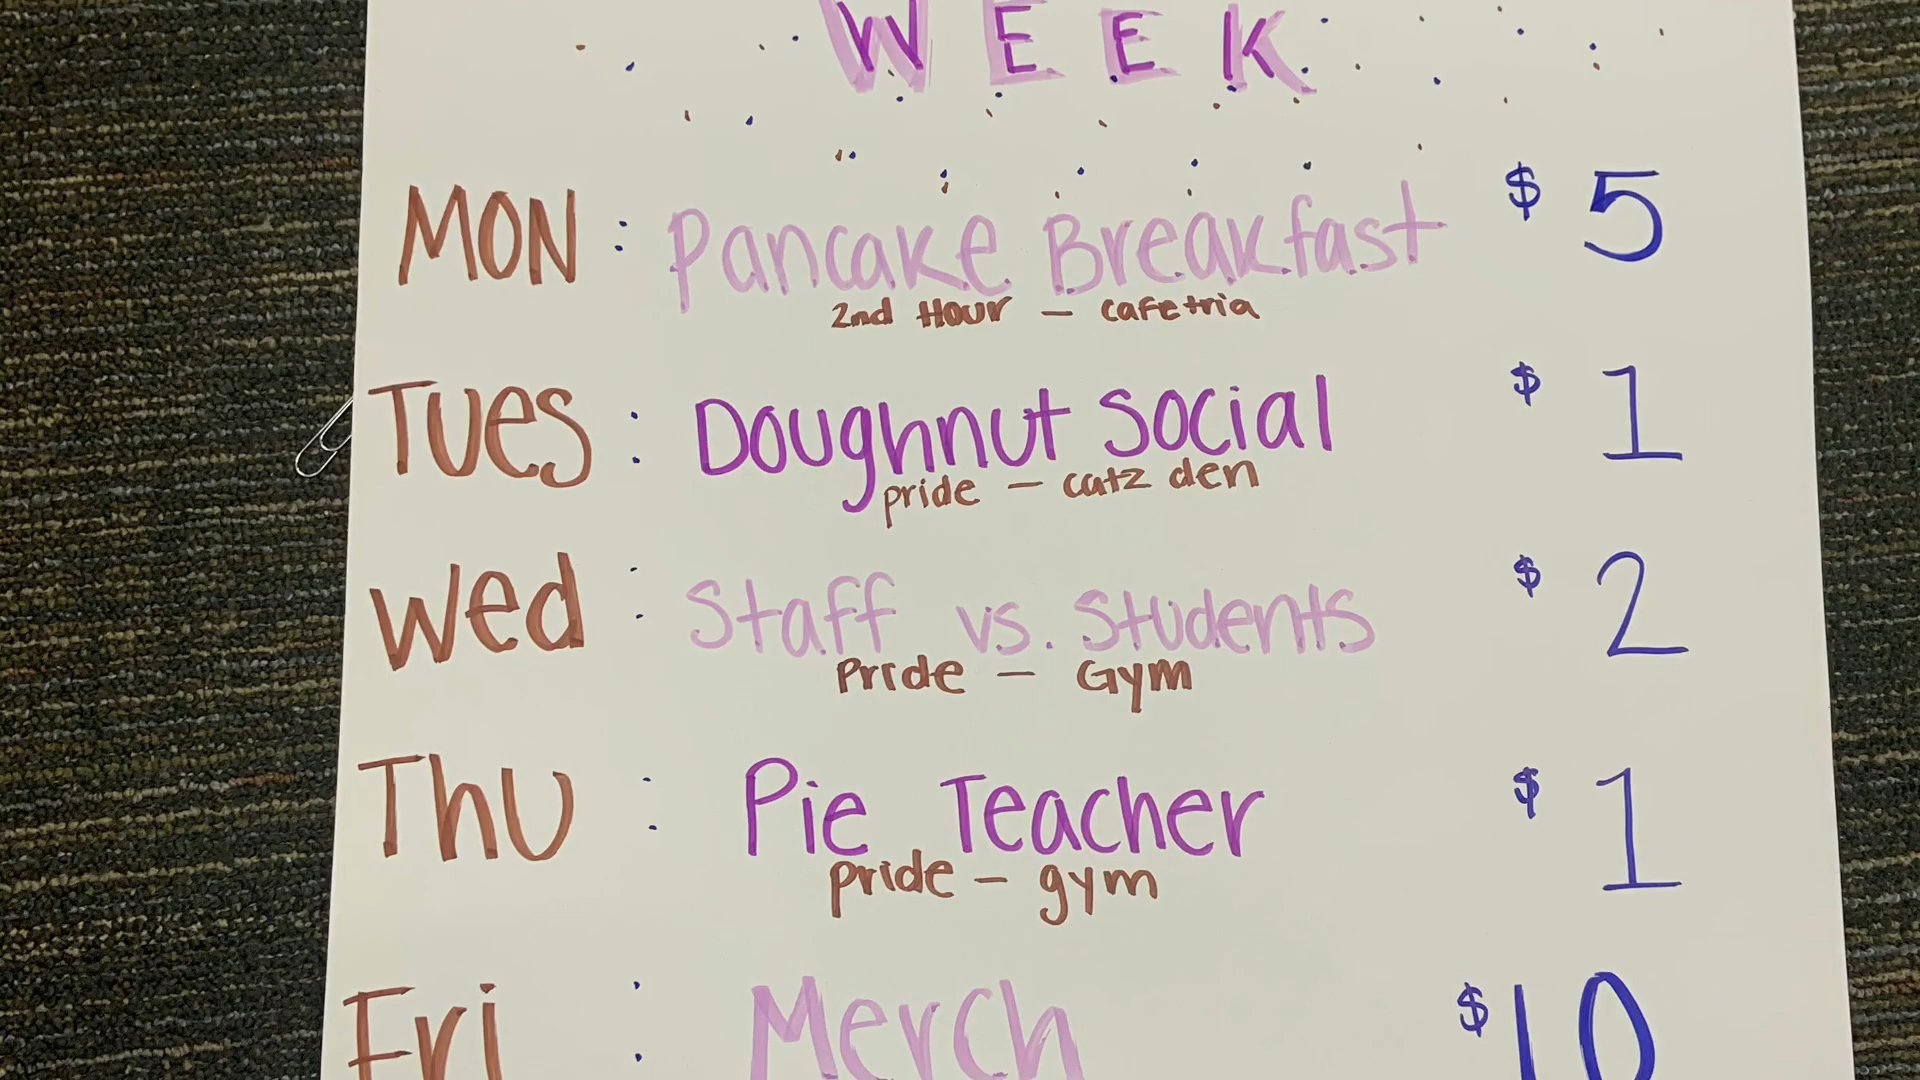 WEEK
MON : Pancake Breakfast $ 5
2nd Hour — cafetria
Tues : Doughnut Social $ 1
pride — catz den
Wed : Staff vs. Students $ 2
Pride — Gym
Thu : Pie Teacher $ 1
pride — gym
Fri : Merch $ 10